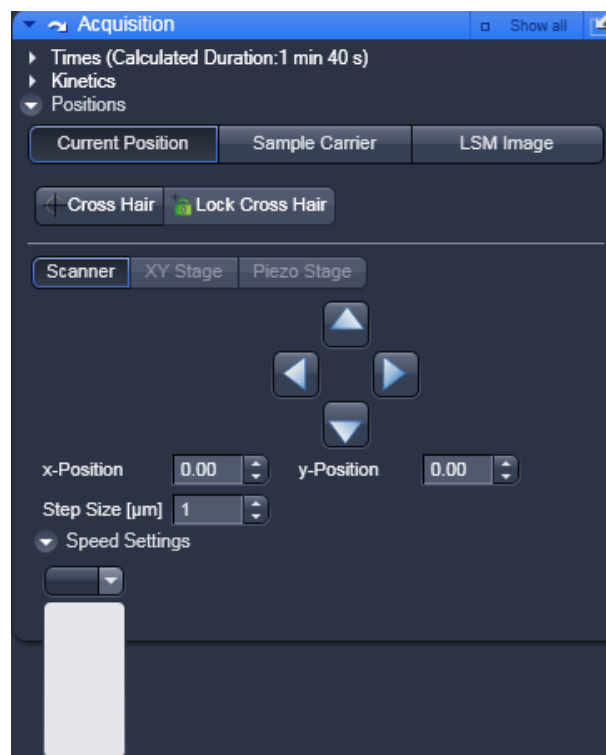 Acquisition Show all
Times (Calculated Duration:1 min 40 s)
Kinetics
Positions
Current Position Sample Carrier LSM Image
Cross Hair Lock Cross Hair
Scanner XY Stage Piezo Stage
x-Position 0.00 y-Position 0.00
Step Size [µm] 1
Speed Settings